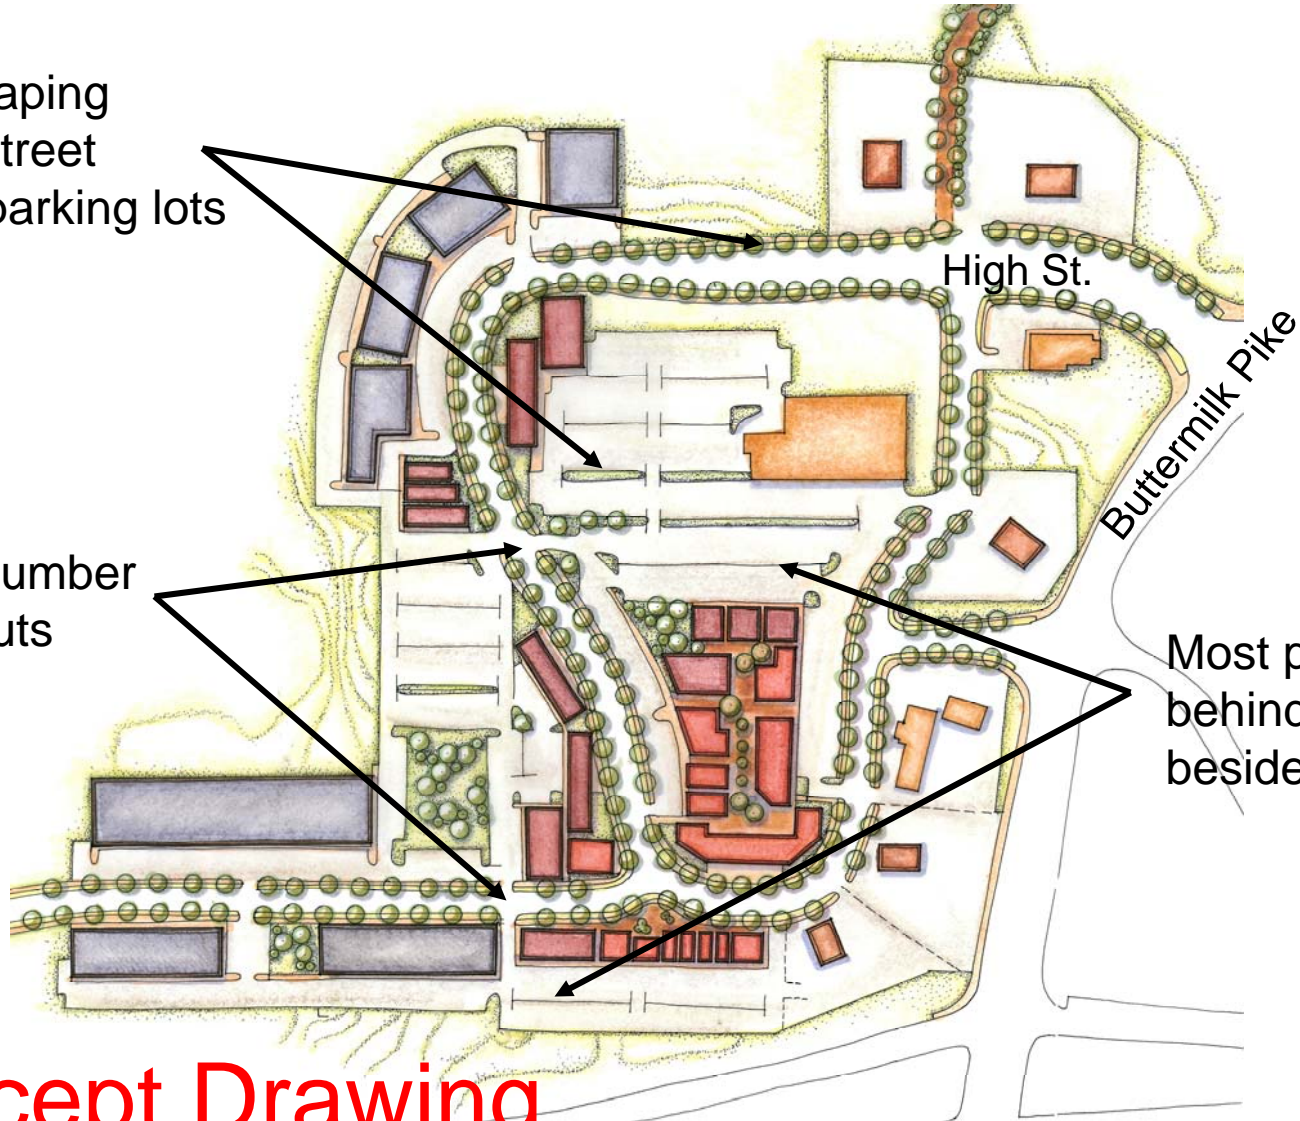 aping
treet
parking lots
High St.
Buttermilk Pike
umber
uts
Most p
behind
beside
cept Drawing